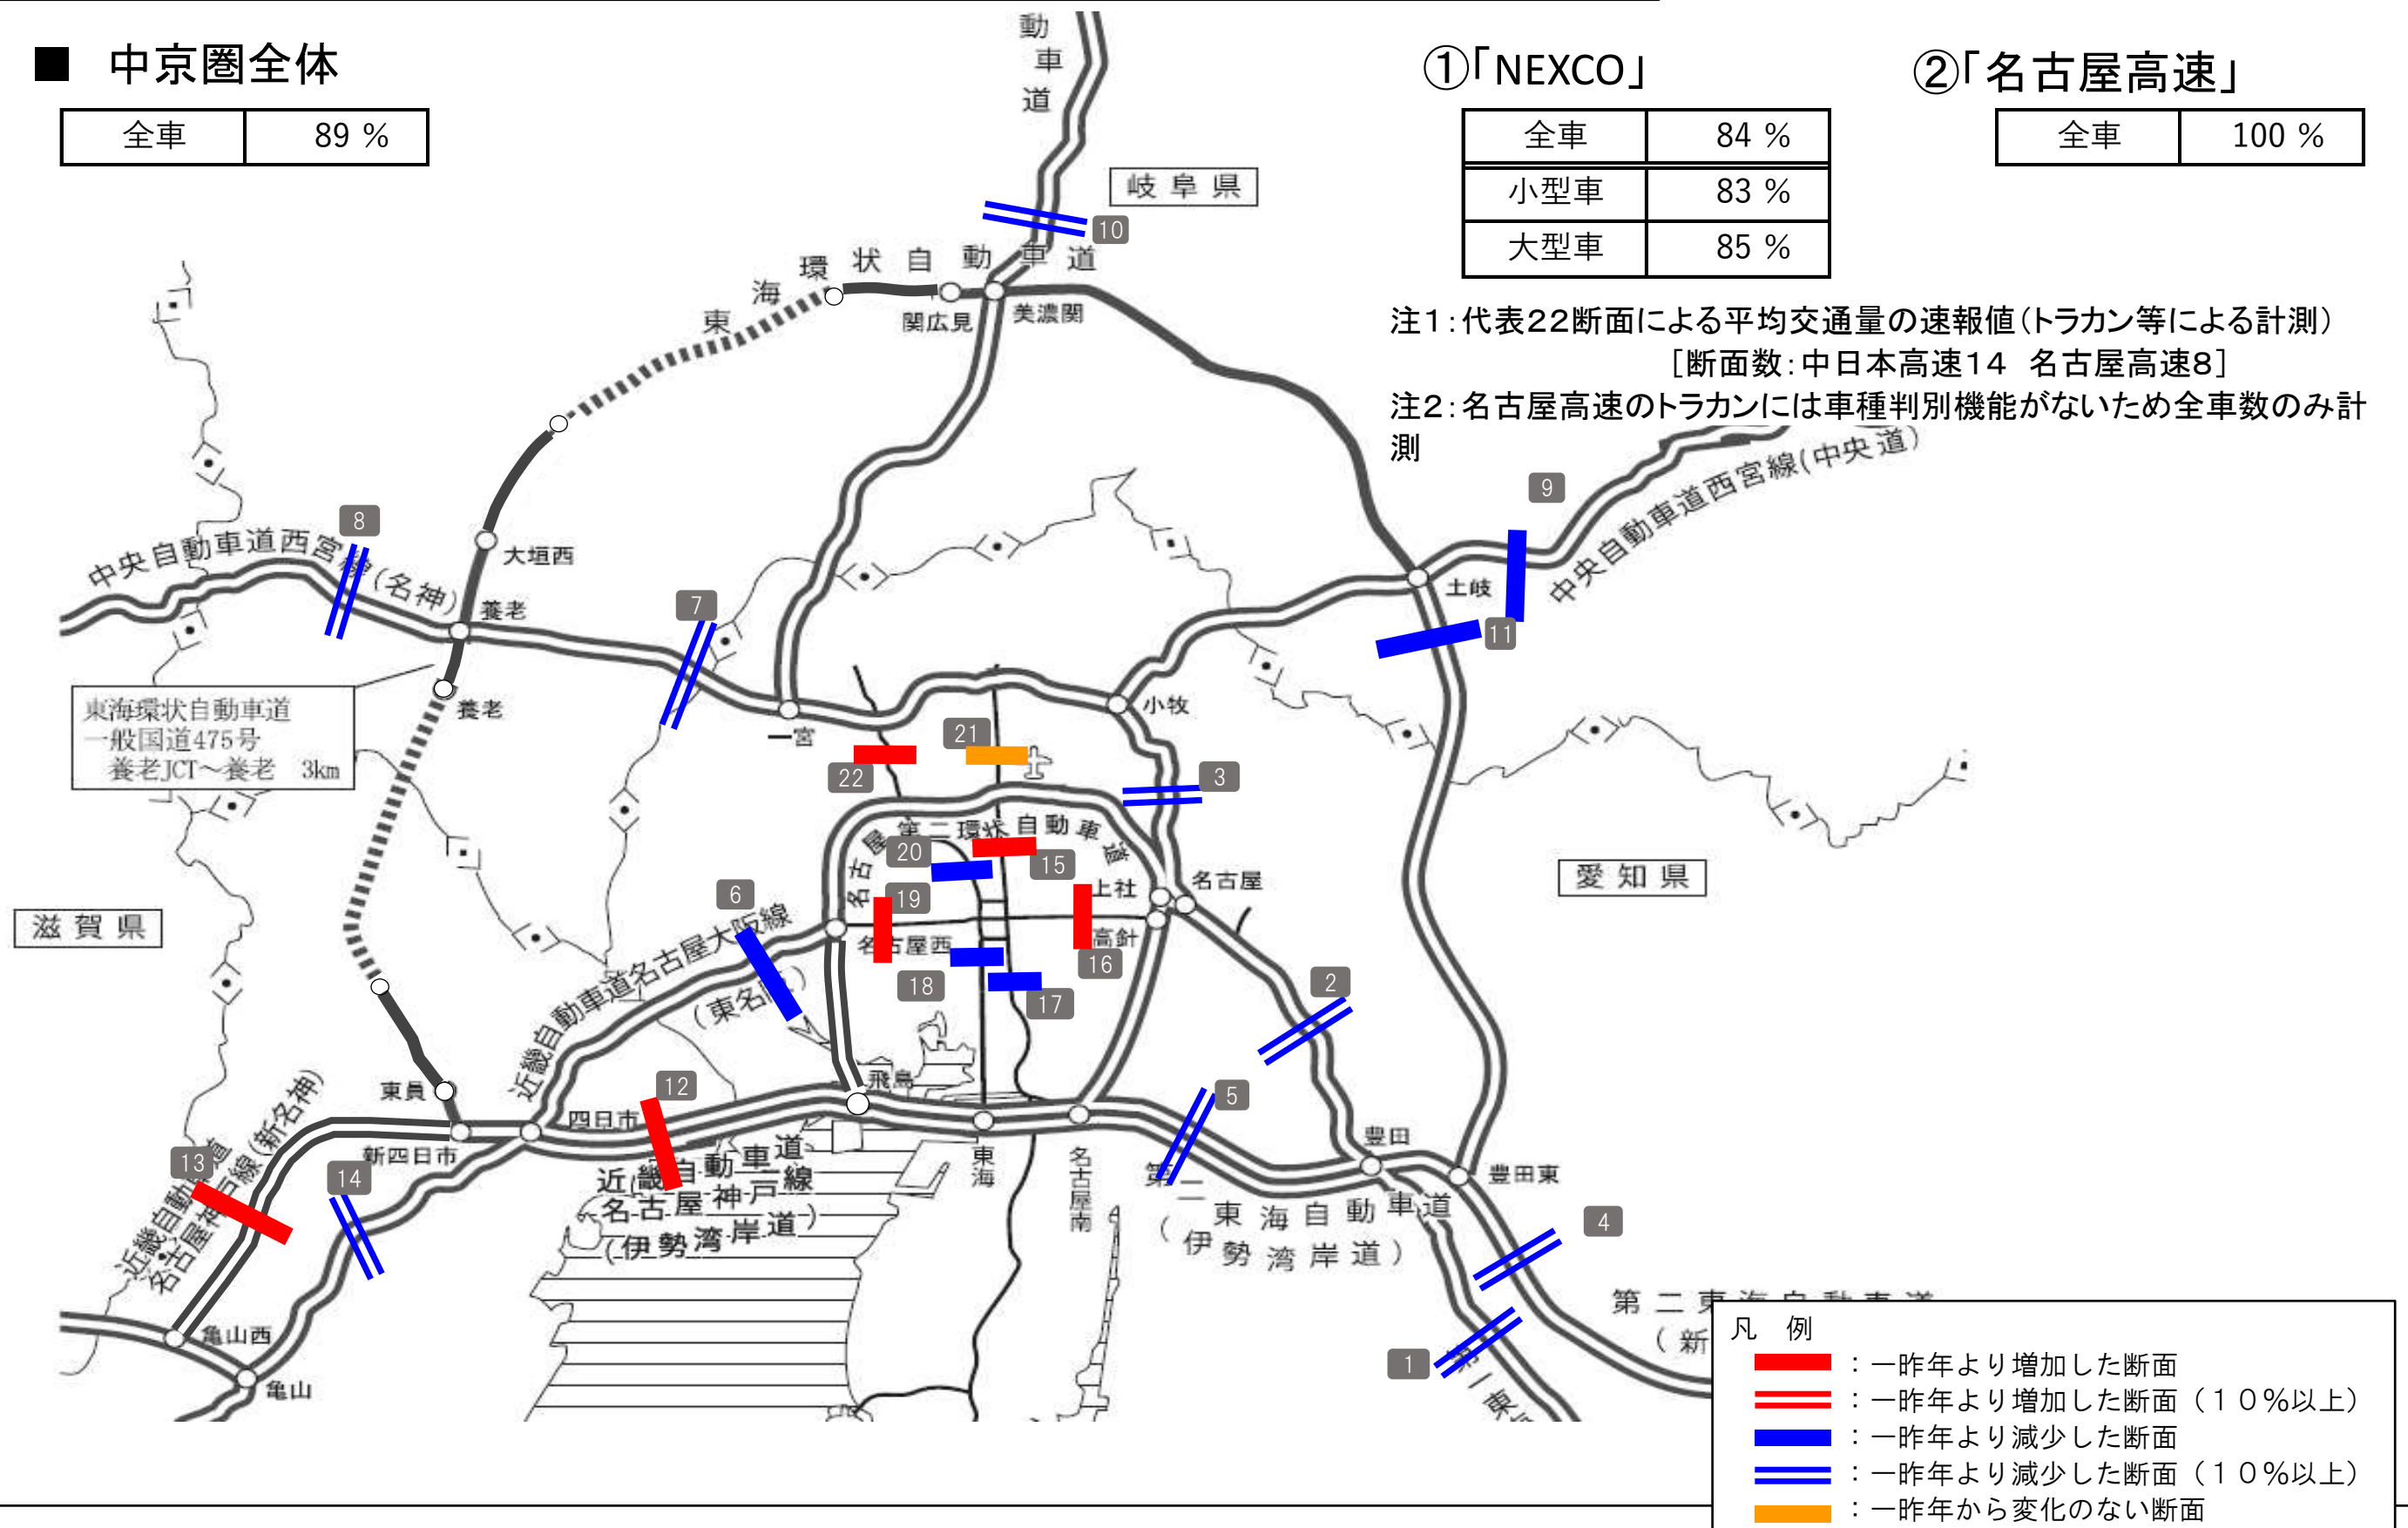 ■ 中京圏全体
全車 89 %
①「NEXCO」
全車 84 %
小型車 83 %
大型車 85 %
②「名古屋高速」
全車 100 %
注1:代表22断面による平均交通量の速報値(トラカン等による計測)
[断面数:中日本高速14 名古屋高速8]
注2:名古屋高速のトラカンには車種判別機能がないため全車数のみ計
測
動車道
岐阜県
10
東海環状自動車道
関広見
美濃関
9
中央自動車道西宮線(中央道)
8
中央自動車道西宮線(名神)
大垣西
養老
7
土岐
11
養老
東海環状自動車道
一般国道475号
養老JCT～養老 3km
一宮
小牧
21
22
3
名古屋第二環状自動車道
20
15
上社
名古屋
愛知県
19
6
滋賀県
名古屋西
高針
16
18
17
2
近畿自動車道名古屋大阪線
(東名阪)
飛島
東員
12
四日市
5
新四日市
13
14
近畿自動車道
名古屋神戸線(新名神)
近畿自動車道
名古屋神戸線
(伊勢湾岸道)
東海
名古屋南
豊田
豊田東
第二東海自動車道
(伊勢湾岸道)
4
亀山西
亀山
1
第一東
第二東海自動車道
(新
凡 例
:一昨年より増加した断面
:一昨年より増加した断面(10%以上)
:一昨年より減少した断面
:一昨年より減少した断面(10%以上)
:一昨年から変化のない断面